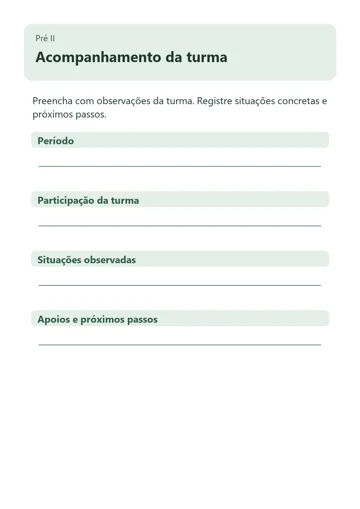 Pré II
Acompanhamento da turma
Preencha com observações da turma. Registre situações concretas e
próximos passos.
Período
Participação da turma
Situações observadas
Apoios e próximos passos